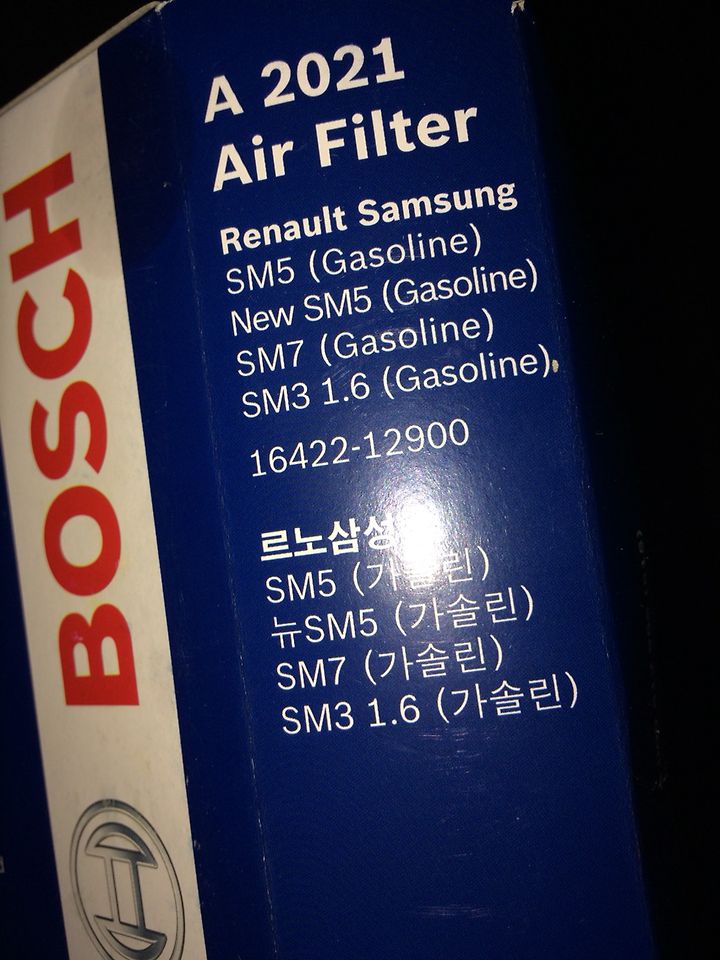 BOSCH
A 2021
Air Filter
Renault Samsung
SM5 (Gasoline)
New SM5 (Gasoline)
SM7 (Gasoline)
SM3 1.6 (Gasoline)
16422-12900
르노삼성
SM5 (가솔린)
뉴SM5 (가솔린)
SM7 (가솔린)
SM3 1.6 (가솔린)